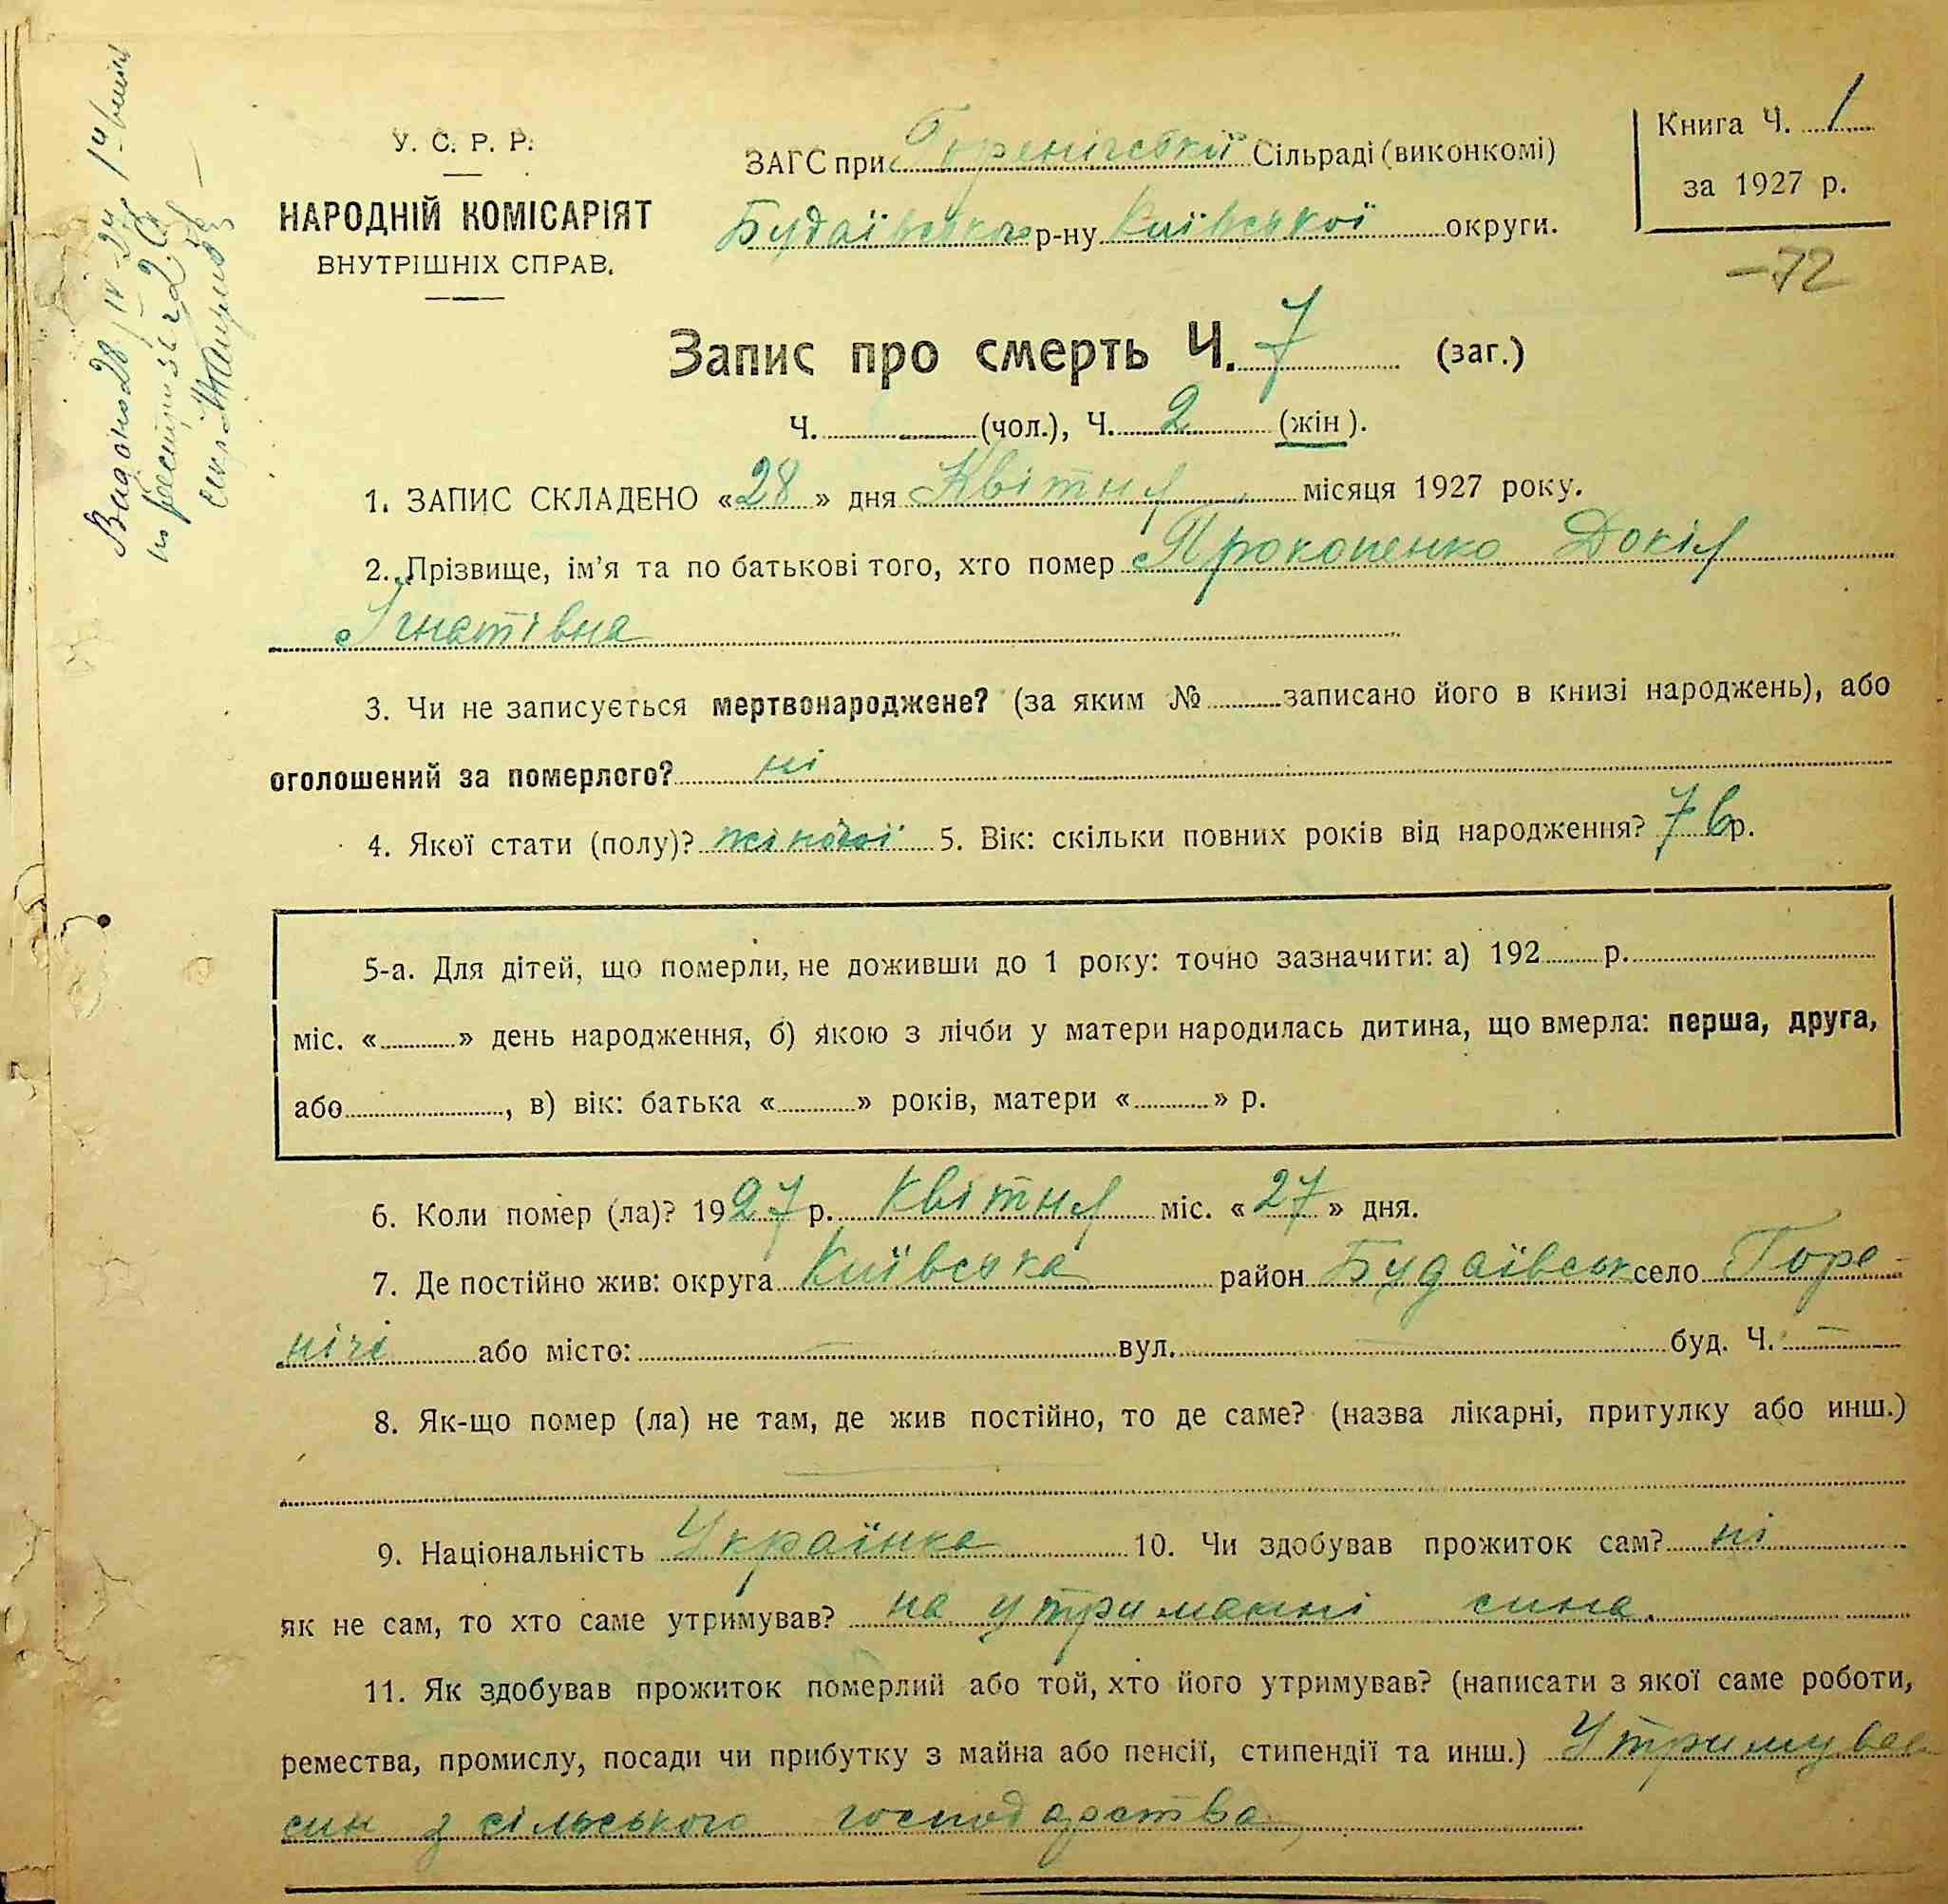 У. С. Р. Р.
НАРОДНІЙ КОМІСАРІЯТ
ВНУТРІШНІХ СПРАВ.
ЗАГС при Горенічській Сільраді (виконкомі)
Будаївського р-ну Київської округи.
Книга Ч. 1
за 1927 р.
-72
Видано 28/IV-27
Запис про смерть Ч. 7 (заг.)
Ч. — (чол.), Ч. 2 (жін).
1. ЗАПИС СКЛАДЕНО «28» дня Квітня місяця 1927 року.
2. Прізвище, ім'я та по батькові того, хто помер Прокопенко Докія
Ігнатівна
3. Чи не записується мертвонароджене? (за яким № записано його в книзі народжень), або
оголошений за померлого? ні
4. Якої стати (полу)? жіночої 5. Вік: скільки повних років від народження? 76 р.
5-а. Для дітей, що померли, не доживши до 1 року: точно зазначити: а) 192 р.
міс. « » день народження, б) якою з лічби у матери народилась дитина, що вмерла: перша, друга,
або , в) вік: батька « » років, матери « » р.
6. Коли помер (ла)? 1927 р. Квітня міс. «27» дня.
7. Де постійно жив: округа Київська район Будаївськ село Горе-
нічі або місто: — вул. — буд. Ч. —
8. Як-що помер (ла) не там, де жив постійно, то де саме? (назва лікарні, притулку або инш.)
—
9. Національність Українка 10. Чи здобував прожиток сам? ні
як не сам, то хто саме утримував? на утриманні сина.
11. Як здобував прожиток померлий або той, хто його утримував? (написати з якої саме роботи,
ремества, промислу, посади чи прибутку з майна або пенсії, стипендії та инш.) Утримував
син з сільського господарства